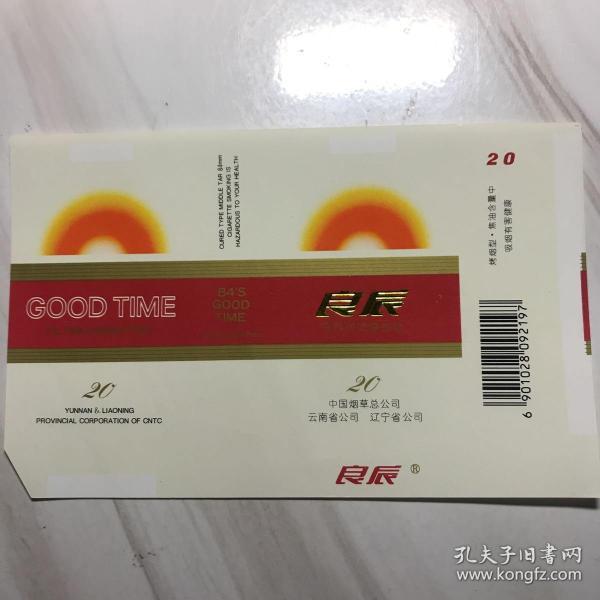 CURED TYPE MIDDLE TAR 84mm
CIGARETTE SMOKING IS
HAZARDOUS TO YOUR HEALTH
GOOD TIME
84'S
GOOD
TIME
良辰
20
YUNNAN & LIAONING
PROVINCIAL CORPORATION OF CNTC
20
中国烟草总公司
云南省公司 辽宁省公司
良辰®
20
烤烟型·焦油含量中
吸烟有害健康
6 901028 092197
孔夫子旧书网
www.kongfz.com